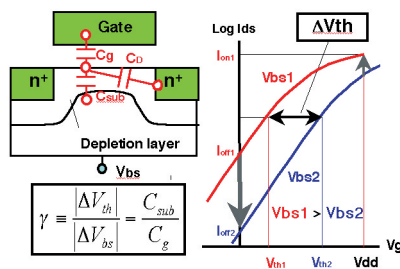 Gate
Cg
CD
n+
n+
Csub
Depletion layer
Vbs
γ ≡ |ΔVth| / |ΔVbs| = Csub / Cg
Log Ids
ΔVth
Ion1
Vbs1
Ioff1
Vbs2
Vbs1 > Vbs2
Ioff2
Vth1
Vth2
Vdd
Vg